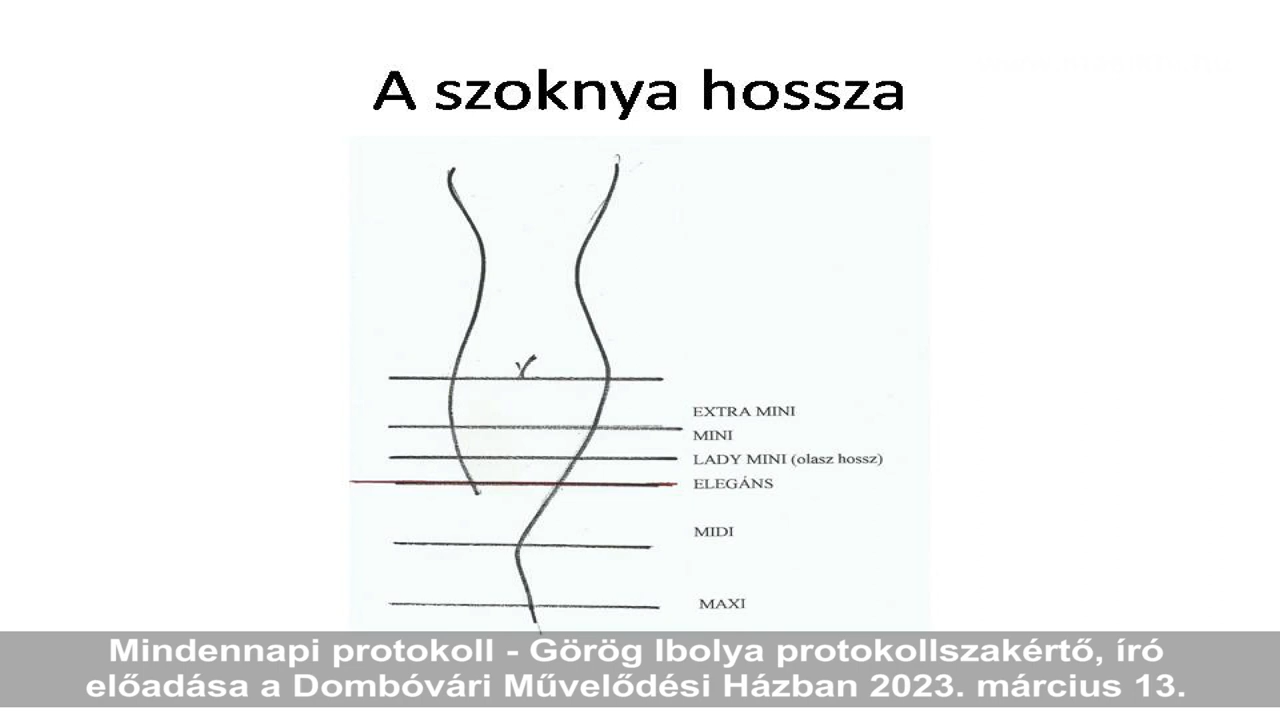 A szoknya hossza
EXTRA MINI
MINI
LADY MINI (olasz hossz)
ELEGÁNS
MIDI
MAXI
Mindennapi protokoll - Görög Ibolya protokollszakértő, író
előadása a Dombóvári Művelődési Házban 2023. március 13.